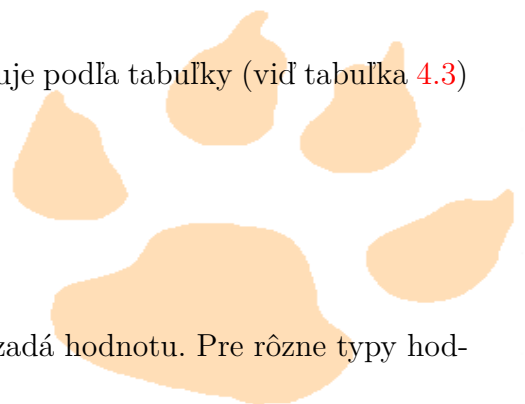 uje podľa tabuľky (viď tabuľka 4.3)
zadá hodnotu. Pre rôzne typy hod-